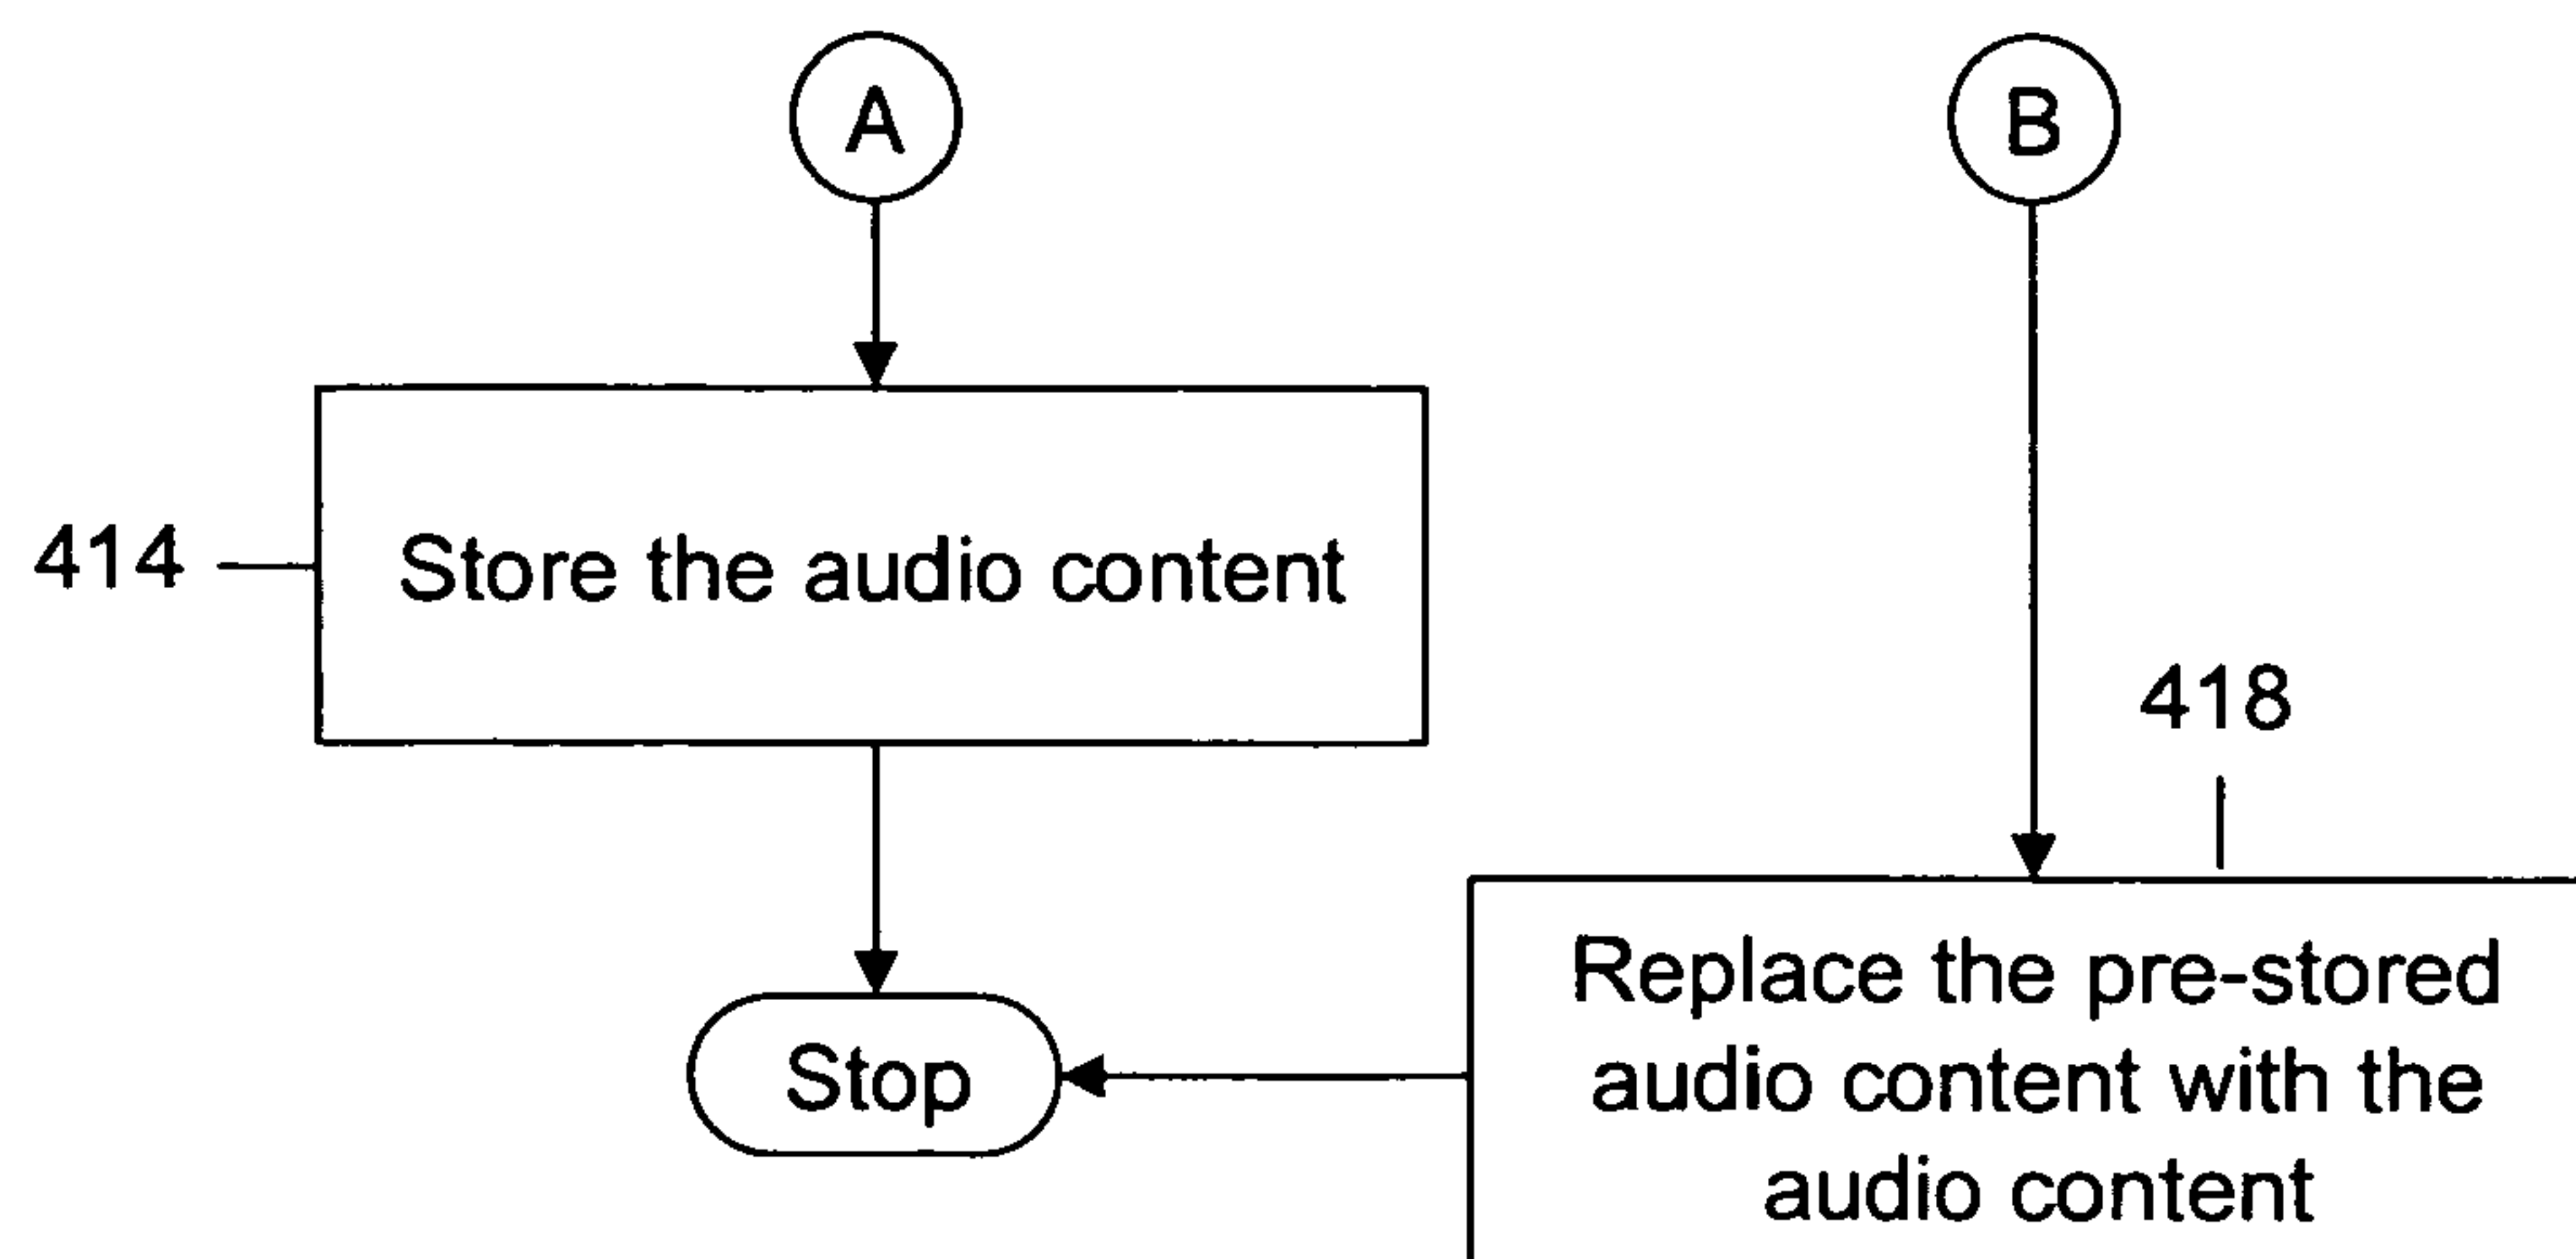 A
B
414
Store the audio content
418
Replace the pre-stored
audio content with the
audio content
Stop